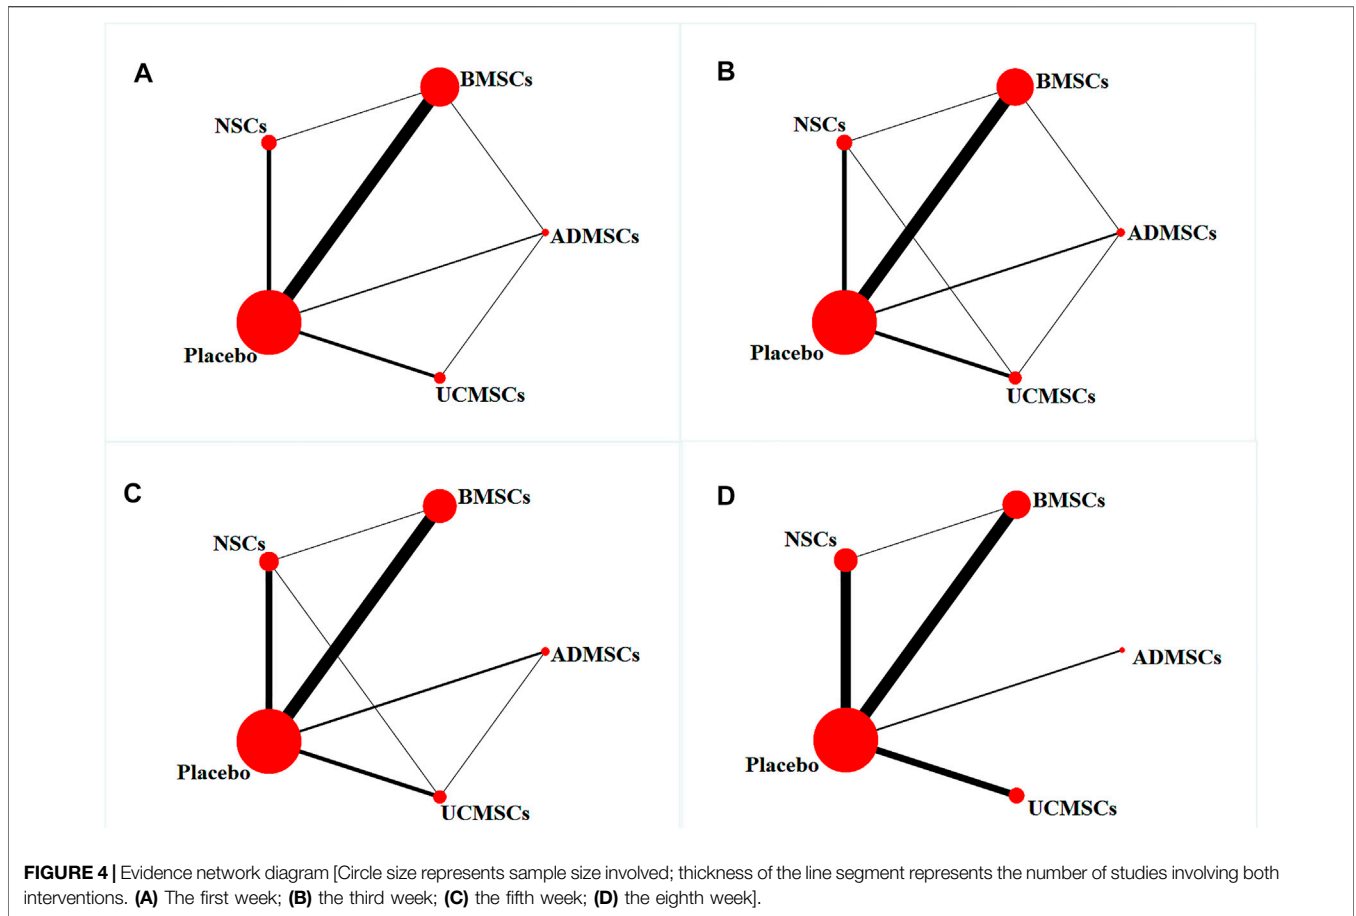 A
BMSCs
NSCs
ADMSCs
Placebo
UCMSCs
B
BMSCs
NSCs
ADMSCs
Placebo
UCMSCs
C
BMSCs
NSCs
ADMSCs
Placebo
UCMSCs
D
BMSCs
NSCs
ADMSCs
Placebo
UCMSCs
FIGURE 4 | Evidence network diagram [Circle size represents sample size involved; thickness of the line segment represents the number of studies involving both
interventions. (A) The first week; (B) the third week; (C) the fifth week; (D) the eighth week].